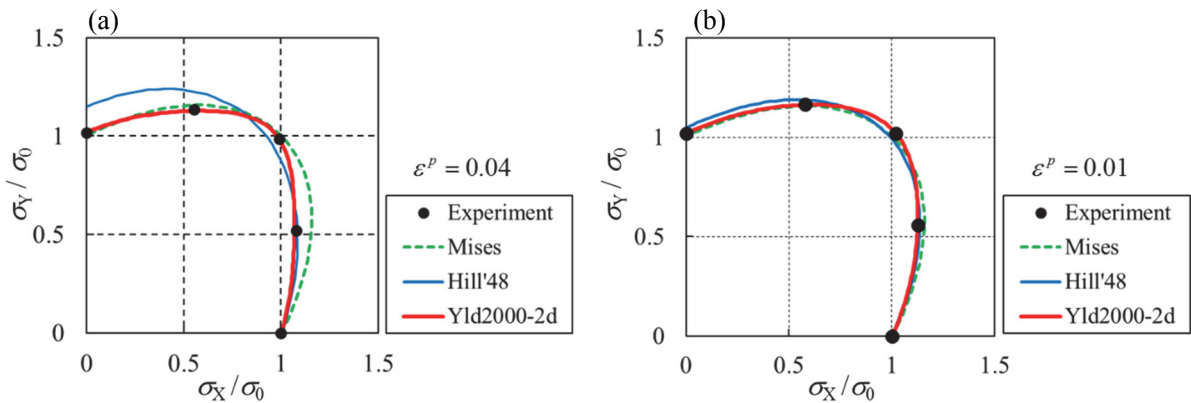 (a)
1.5
1
0.5
0
0 0.5 1 1.5
σY / σ0
σX / σ0
εᵖ = 0.04
Experiment
Mises
Hill'48
Yld2000-2d
(b)
1.5
1
0.5
0
0 0.5 1 1.5
σY / σ0
σX / σ0
εᵖ = 0.01
Experiment
Mises
Hill'48
Yld2000-2d